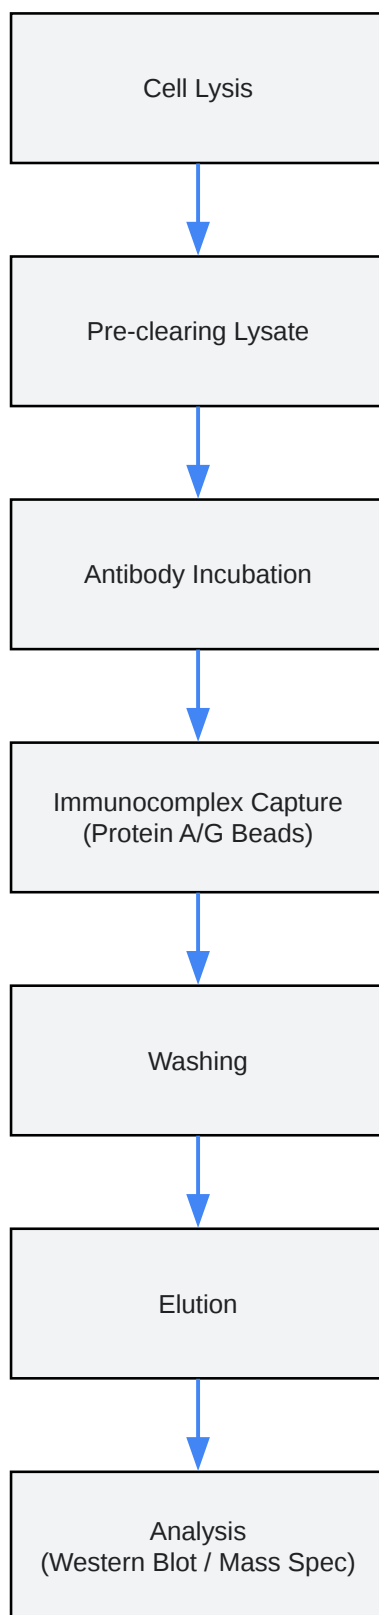 Cell Lysis
Pre-clearing Lysate
Antibody Incubation
Immunocomplex Capture
(Protein A/G Beads)
Washing
Elution
Analysis
(Western Blot / Mass Spec)